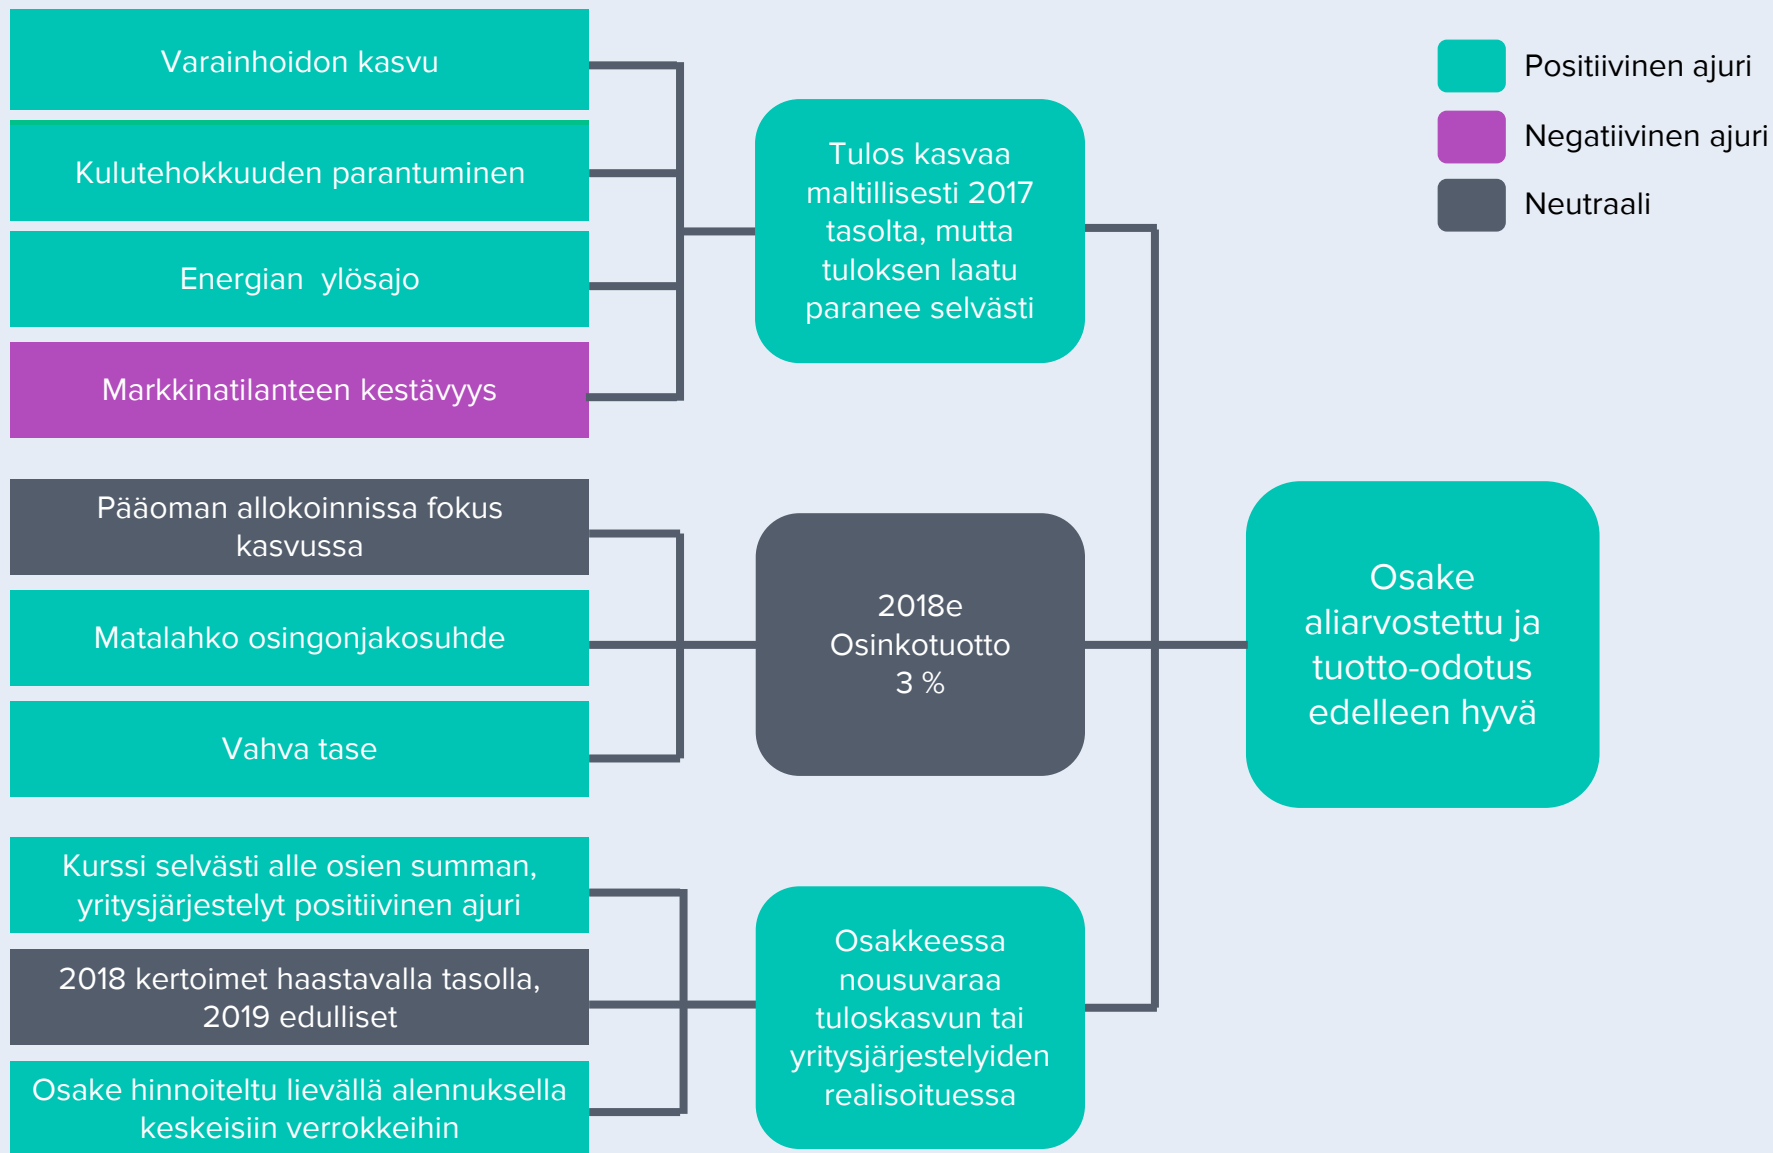 Varainhoidon kasvu
Kulutehokkuuden parantuminen
Energian  ylösajo
Markkinatilanteen kestävyys
Pääoman allokoinnissa fokus
kasvussa
Matalahko osingonjakosuhde
Vahva tase
Kurssi selvästi alle osien summan,
yritysjärjestelyt positiivinen ajuri
2018 kertoimet haastavalla tasolla,
2019 edulliset
Osake hinnoiteltu lievällä alennuksella
keskeisiin verrokkeihin
Tulos kasvaa
maltillisesti 2017
tasolta, mutta
tuloksen laatu
paranee selvästi
2018e
Osinkotuotto
3 %
Osakkeessa
nousuvaraa
tuloskasvun tai
yritysjärjestelyiden
realisoituessa
Osake
aliarvostettu ja
tuotto-odotus
edelleen hyvä
Positiivinen ajuri
Negatiivinen ajuri
Neutraali